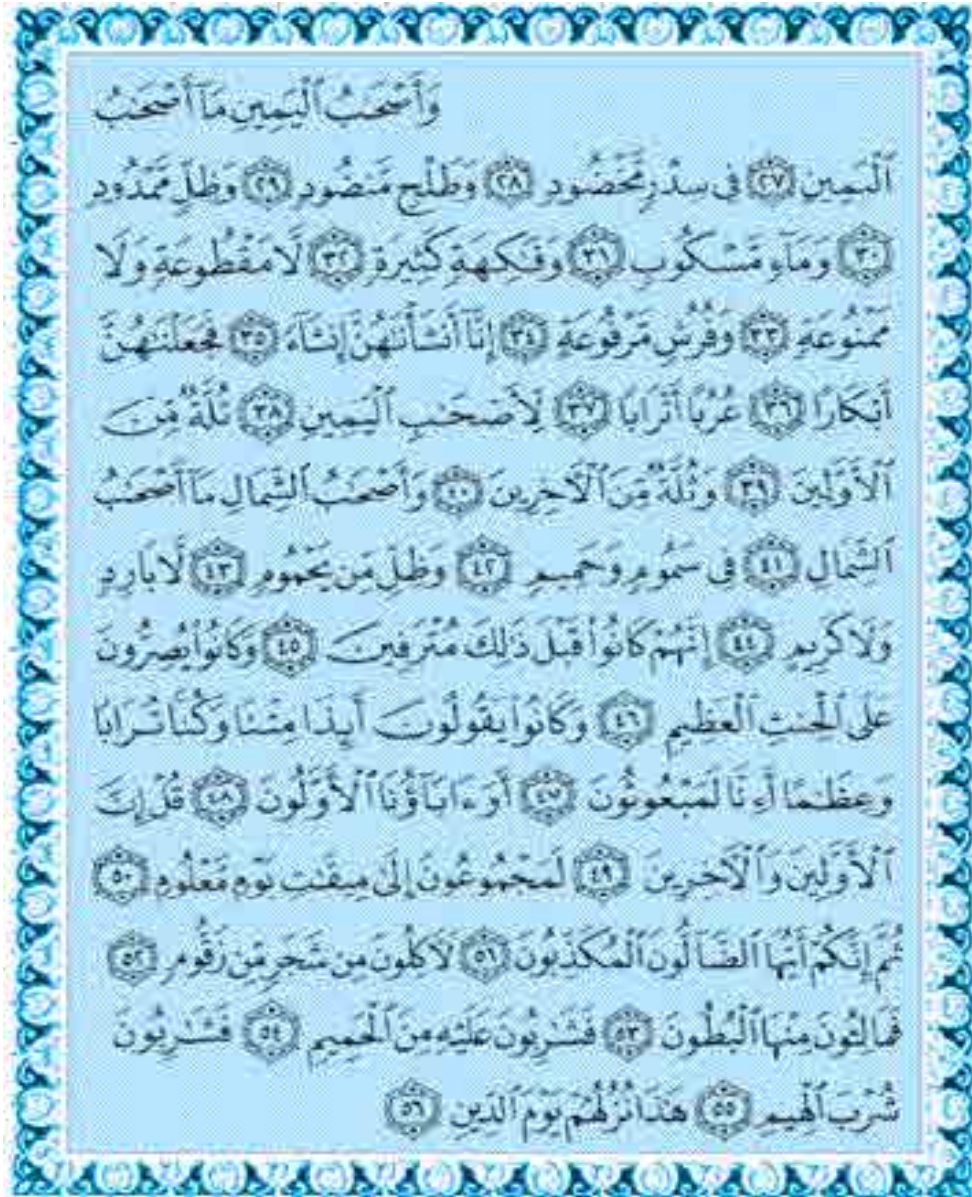 وَأَصْحَٰبُ ٱلْيَمِينِ مَآ أَصْحَٰبُ
ٱلْيَمِينِ ٢٧ فِى سِدْرٍ مَّخْضُودٍ ٢٨ وَطَلْحٍ مَّنضُودٍ ٢٩ وَظِلٍّ مَّمْدُودٍ
٣٠ وَمَآءٍ مَّسْكُوبٍ ٣١ وَفَٰكِهَةٍ كَثِيرَةٍ ٣٢ لَّا مَقْطُوعَةٍ وَلَا
مَمْنُوعَةٍ ٣٣ وَفُرُشٍ مَّرْفُوعَةٍ ٣٤ إِنَّآ أَنشَأْنَٰهُنَّ إِنشَآءً ٣٥ فَجَعَلْنَٰهُنَّ
أَبْكَارًا ٣٦ عُرُبًا أَتْرَابًا ٣٧ لِّأَصْحَٰبِ ٱلْيَمِينِ ٣٨ ثُلَّةٌ مِّنَ
ٱلْأَوَّلِينَ ٣٩ وَثُلَّةٌ مِّنَ ٱلْءَاخِرِينَ ٤٠ وَأَصْحَٰبُ ٱلشِّمَالِ مَآ أَصْحَٰبُ
ٱلشِّمَالِ ٤١ فِى سَمُومٍ وَحَمِيمٍ ٤٢ وَظِلٍّ مِّن يَحْمُومٍ ٤٣ لَّا بَارِدٍ
وَلَا كَرِيمٍ ٤٤ إِنَّهُمْ كَانُوا۟ قَبْلَ ذَٰلِكَ مُتْرَفِينَ ٤٥ وَكَانُوا۟ يُصِرُّونَ
عَلَى ٱلْحِنثِ ٱلْعَظِيمِ ٤٦ وَكَانُوا۟ يَقُولُونَ أَئِذَا مِتْنَا وَكُنَّا تُرَابًا
وَعِظَٰمًا أَءِنَّا لَمَبْعُوثُونَ ٤٧ أَوَءَابَآؤُنَا ٱلْأَوَّلُونَ ٤٨ قُلْ إِنَّ
ٱلْأَوَّلِينَ وَٱلْءَاخِرِينَ ٤٩ لَمَجْمُوعُونَ إِلَىٰ مِيقَٰتِ يَوْمٍ مَّعْلُومٍ ٥٠
ثُمَّ إِنَّكُمْ أَيُّهَا ٱلضَّآلُّونَ ٱلْمُكَذِّبُونَ ٥١ لَءَاكِلُونَ مِن شَجَرٍ مِّن زَقُّومٍ ٥٢
فَمَالِـُٔونَ مِنْهَا ٱلْبُطُونَ ٥٣ فَشَٰرِبُونَ عَلَيْهِ مِنَ ٱلْحَمِيمِ ٥٤ فَشَٰرِبُونَ
شُرْبَ ٱلْهِيمِ ٥٥ هَٰذَا نُزُلُهُمْ يَوْمَ ٱلدِّينِ ٥٦